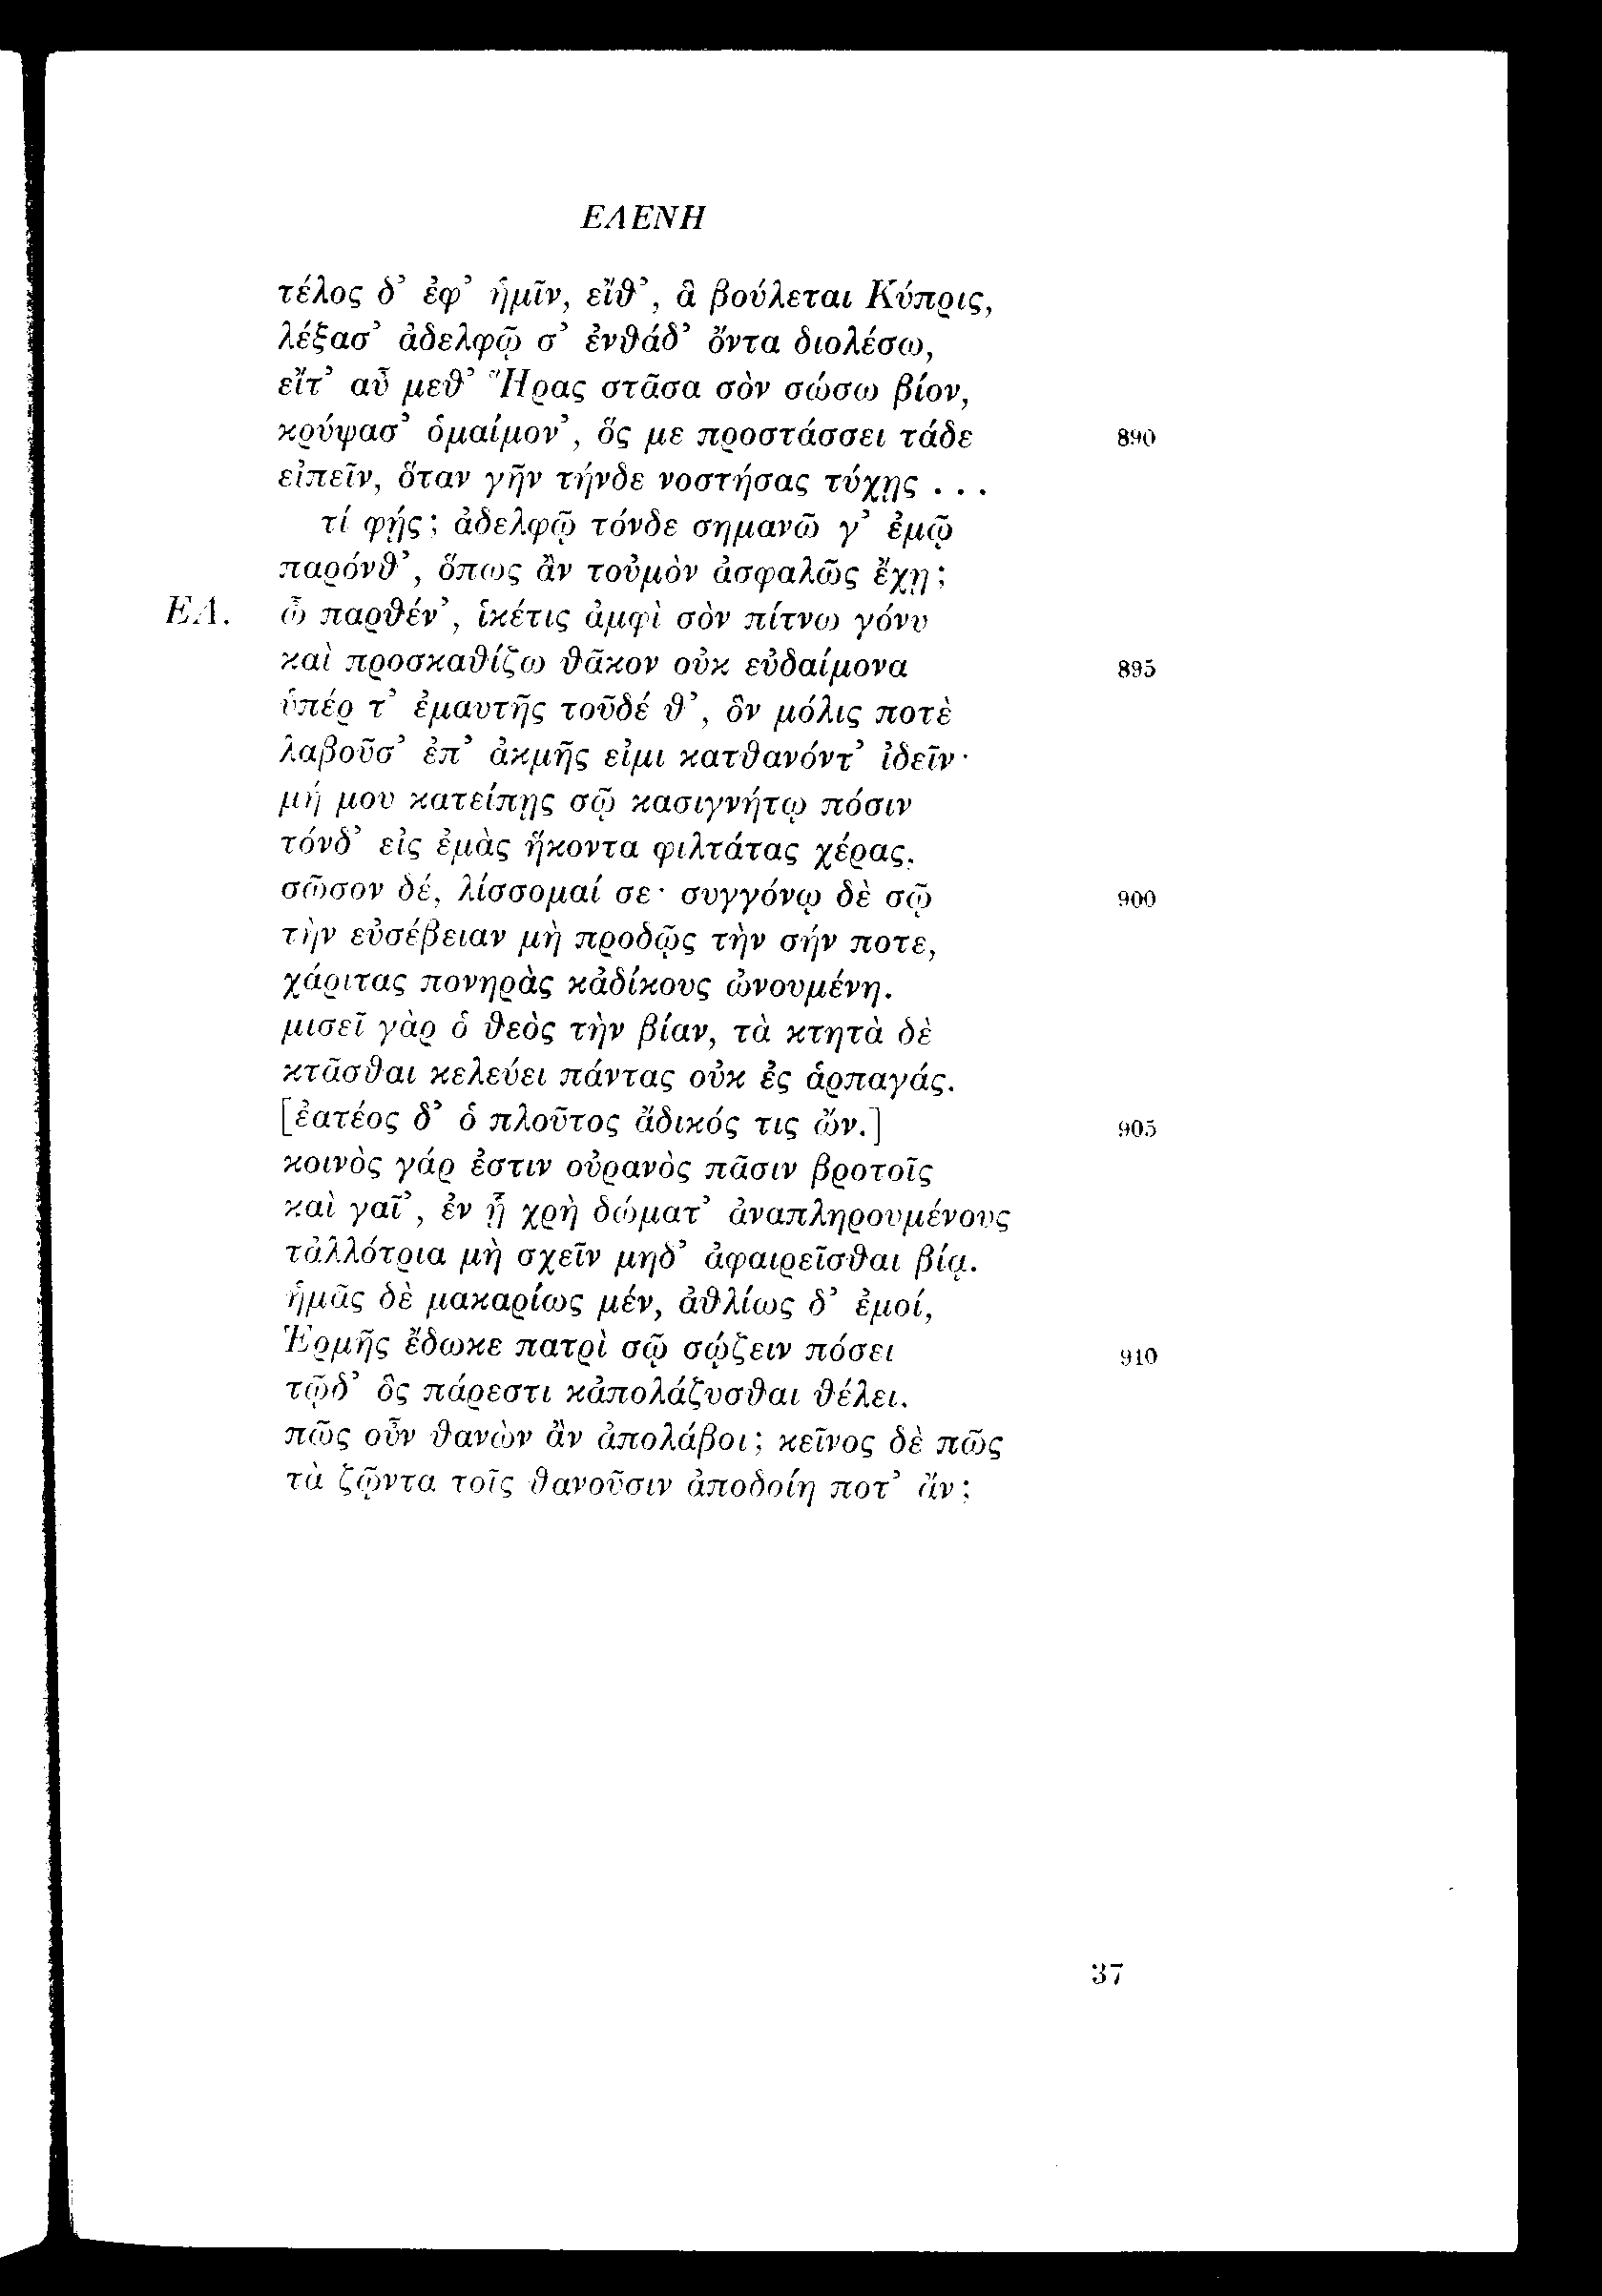 ΕΛΕΝΗ
τέλος δ’ ἐφ’ ἡμῖν, εἴθ’, ἃ βούλεται Κύπρις,
λέξασ’ ἀδελφῷ σ’ ἐνθάδ’ ὄντα διολέσω,
εἴτ’ αὖ μεθ’ Ἥρας στᾶσα σὸν σώσω βίον,
κρύψασ’ ὁμαίμον’, ὅς με προστάσσει τάδε 890
εἰπεῖν, ὅταν γῆν τήνδε νοστήσας τύχῃς . . .
τί φῄς; ἀδελφῷ τόνδε σημανῶ γ’ ἐμῷ
παρόνθ’, ὅπως ἂν τοὐμὸν ἀσφαλῶς ἔχῃ;
ΕΛ. ὦ παρθέν’, ἱκέτις ἀμφὶ σὸν πίτνω γόνυ
καὶ προσκαθίζω θᾶκον οὐκ εὐδαίμονα 895
ὑπέρ τ’ ἐμαυτῆς τοῦδέ θ’, ὃν μόλις ποτὲ
λαβοῦσ’ ἐπ’ ἀκμῆς εἰμι κατθανόντ’ ἰδεῖν·
μή μου κατείπῃς σῷ κασιγνήτῳ πόσιν
τόνδ’ εἰς ἐμὰς ἥκοντα φιλτάτας χέρας,
σῶσον δέ, λίσσομαί σε· συγγόνῳ δὲ σῷ 900
τὴν εὐσέβειαν μὴ προδῷς τὴν σήν ποτε,
χάριτας πονηρὰς κἀδίκους ὠνουμένη.
μισεῖ γὰρ ὁ θεὸς τὴν βίαν, τὰ κτητὰ δὲ
κτᾶσθαι κελεύει πάντας οὐκ ἐς ἁρπαγάς.
[ἐατέος δ’ ὁ πλοῦτος ἄδικός τις ὤν.] 905
κοινὸς γάρ ἐστιν οὐρανὸς πᾶσιν βροτοῖς
καὶ γαῖ’, ἐν ᾗ χρὴ δώματ’ ἀναπληρουμένους
τἀλλότρια μὴ σχεῖν μηδ’ ἀφαιρεῖσθαι βίᾳ.
ἡμᾶς δὲ μακαρίως μέν, ἀθλίως δ’ ἐμοί,
Ἑρμῆς ἔδωκε πατρὶ σῷ σῴζειν πόσει 910
τῷδ’ ὃς πάρεστι κἀπολάζυσθαι θέλει.
πῶς οὖν θανὼν ἂν ἀπολάβοι; κεῖνος δὲ πῶς
τὰ ζῶντα τοῖς θανοῦσιν ἀποδοίη ποτ’ ἄν;
37